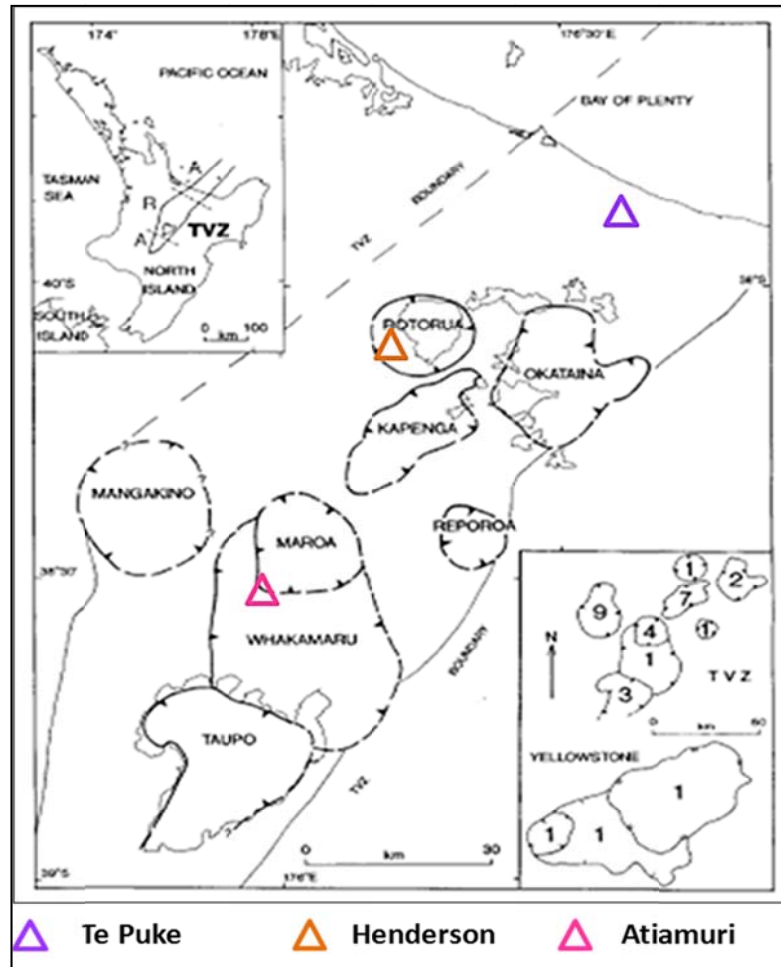 174°
178°E
PACIFIC OCEAN
TASMAN
SEA
A
R
A
TVZ
40°S
NORTH
ISLAND
SOUTH
ISLAND
0 km 100
176°30'E
BAY OF PLENTY
BOUNDARY
TVZ
38°S
ROTORUA
OKATAINA
KAPENGA
MANGAKINO
REPOROA
MAROA
38°30'
WHAKAMARU
BOUNDARY
TAUPO
TVZ
?
0 30
km
39°S
176°E
1
2
7
9
4
1
N
1
TVZ
3
0 60
km
YELLOWSTONE
1
1
1
Te Puke Henderson Atiamuri